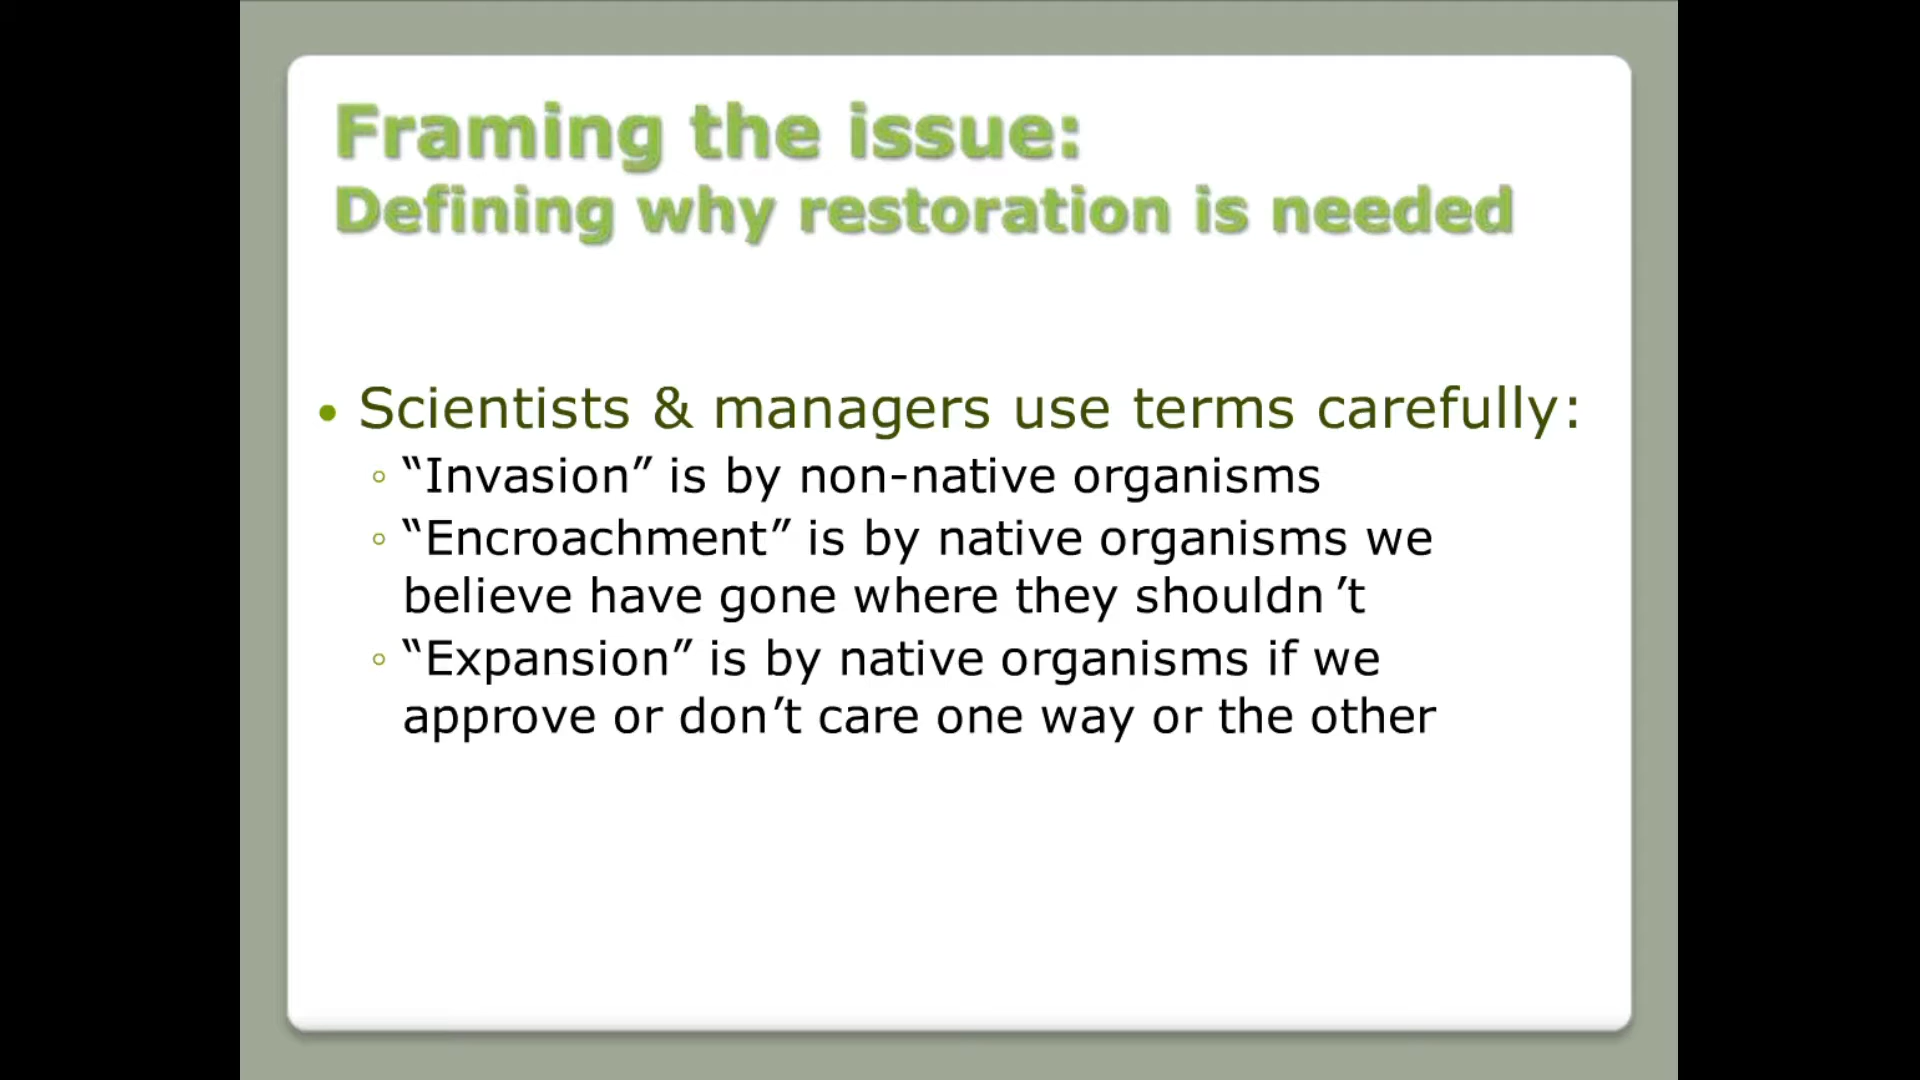 Framing the issue:
Defining why restoration is needed
• Scientists & managers use terms carefully:
◦ “Invasion” is by non-native organisms
◦ “Encroachment” is by native organisms we
believe have gone where they shouldn’t
◦ “Expansion” is by native organisms if we
approve or don’t care one way or the other